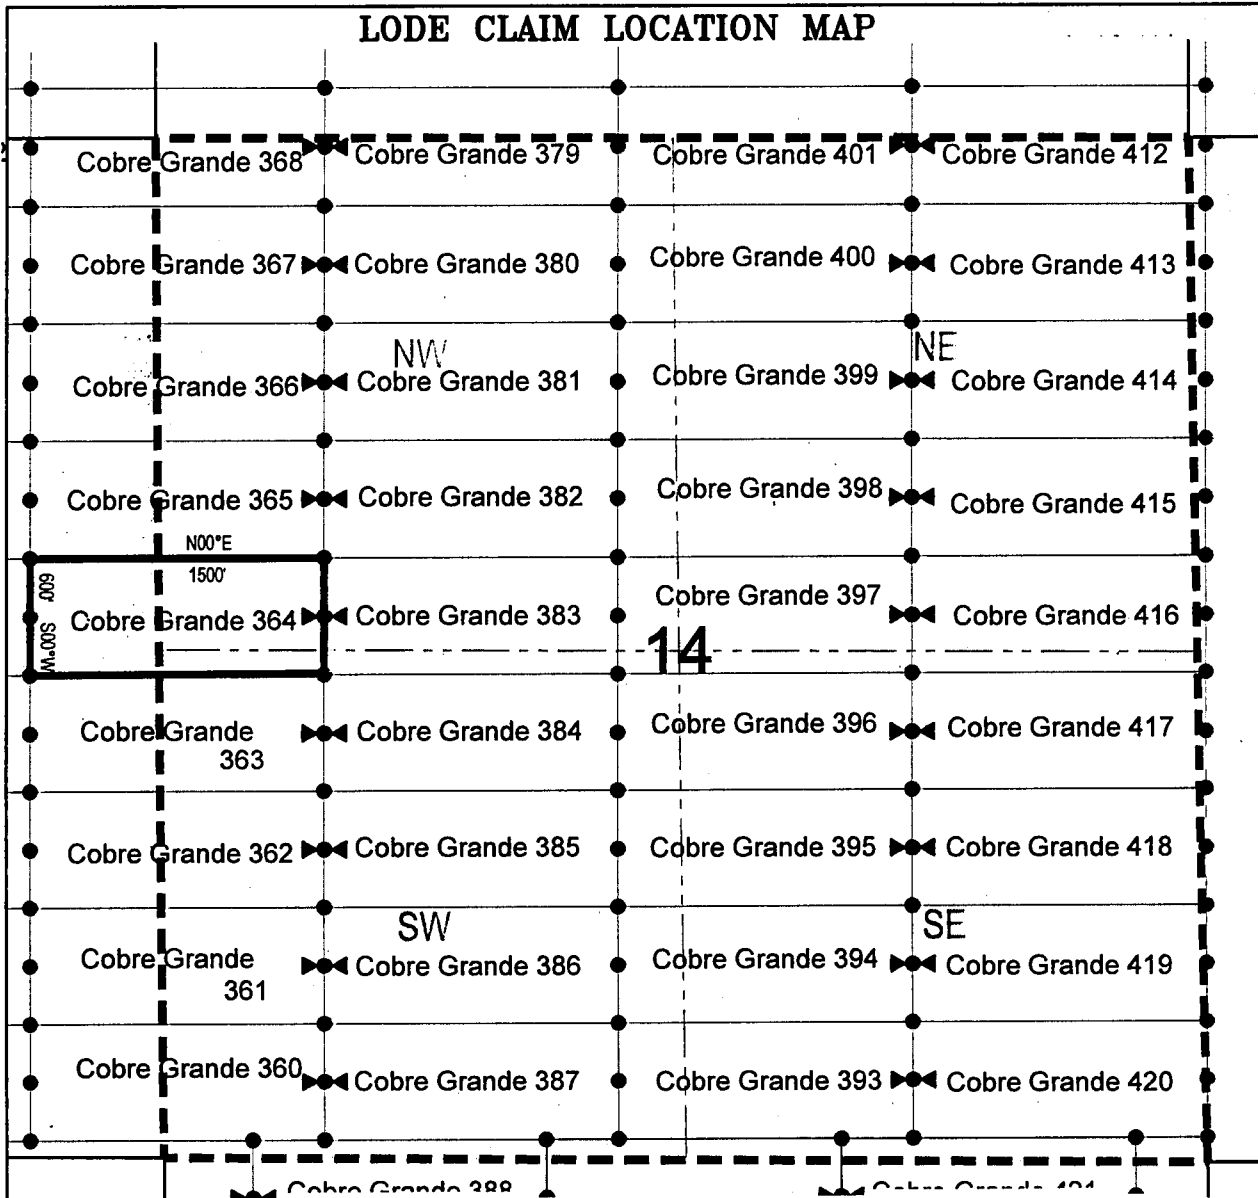 LODE CLAIM LOCATION MAP
Cobre Grande 368
Cobre Grande 379
Cobre Grande 401
Cobre Grande 412
Cobre Grande 367
Cobre Grande 380
Cobre Grande 400
Cobre Grande 413
NW
NE
Cobre Grande 366
Cobre Grande 381
Cobre Grande 399
Cobre Grande 414
Cobre Grande 365
Cobre Grande 382
Cobre Grande 398
Cobre Grande 415
N00°E
1500'
600'
S00°W
Cobre Grande 364
Cobre Grande 383
Cobre Grande 397
Cobre Grande 416
14
Cobre Grande
363
Cobre Grande 384
Cobre Grande 396
Cobre Grande 417
Cobre Grande 362
Cobre Grande 385
Cobre Grande 395
Cobre Grande 418
SW
SE
Cobre Grande
361
Cobre Grande 386
Cobre Grande 394
Cobre Grande 419
Cobre Grande 360
Cobre Grande 387
Cobre Grande 393
Cobre Grande 420
Cobre Grande 388
Cobre Grande 421